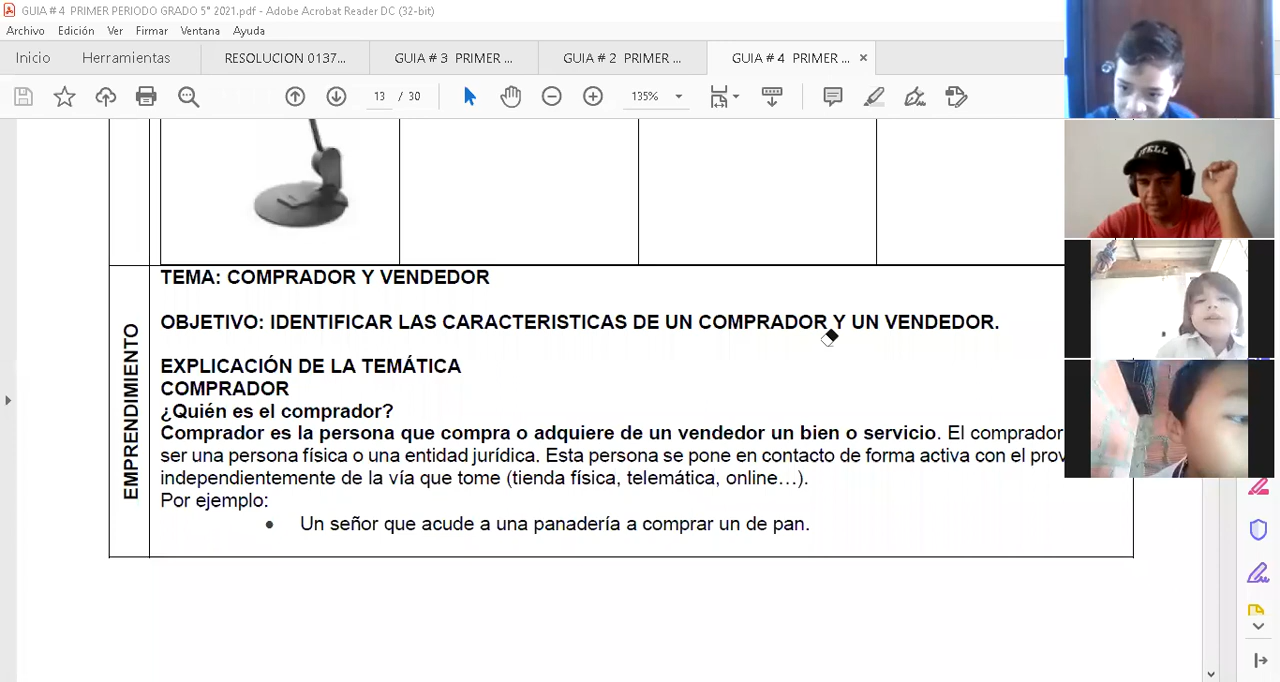 GUIA # 4 PRIMER PERIODO GRADO 5° 2021.pdf - Adobe Acrobat Reader DC (32-bit)
Archivo Edición Ver Firmar Ventana Ayuda
Inicio Herramientas RESOLUCION 0137... GUIA # 3 PRIMER ... GUIA # 2 PRIMER ... GUIA # 4 PRIMER ... ×
13 / 30 135%
TEMA: COMPRADOR Y VENDEDOR
OBJETIVO: IDENTIFICAR LAS CARACTERISTICAS DE UN COMPRADOR Y UN VENDEDOR.
EXPLICACIÓN DE LA TEMÁTICA
COMPRADOR
¿Quién es el comprador?
Comprador es la persona que compra o adquiere de un vendedor un bien o servicio. El comprador
ser una persona física o una entidad jurídica. Esta persona se pone en contacto de forma activa con el prov
independientemente de la vía que tome (tienda física, telemática, online…).
Por ejemplo:
• Un señor que acude a una panadería a comprar un de pan.
EMPRENDIMIENTO